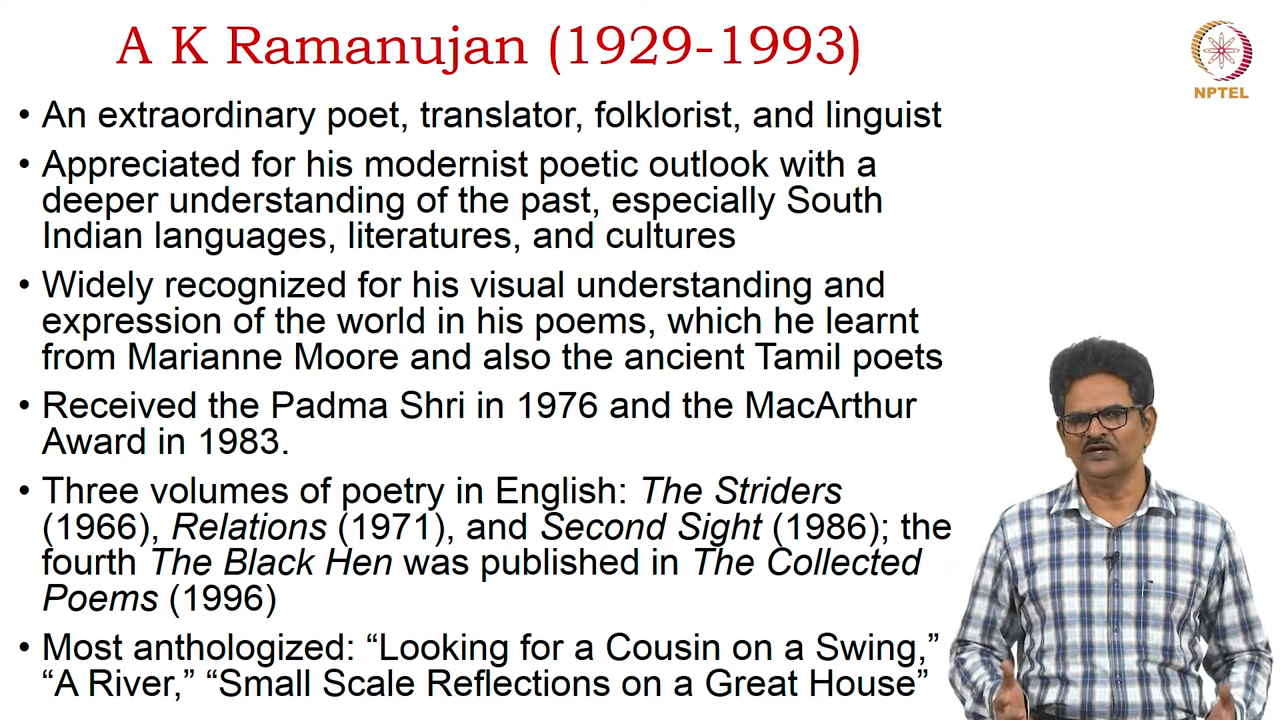 A K Ramanujan (1929-1993)
NPTEL
• An extraordinary poet, translator, folklorist, and linguist
• Appreciated for his modernist poetic outlook with a
deeper understanding of the past, especially South
Indian languages, literatures, and cultures
• Widely recognized for his visual understanding and
expression of the world in his poems, which he learnt
from Marianne Moore and also the ancient Tamil poets
• Received the Padma Shri in 1976 and the MacArthur
Award in 1983.
• Three volumes of poetry in English: The Striders
(1966), Relations (1971), and Second Sight (1986); the
fourth The Black Hen was published in The Collected
Poems (1996)
• Most anthologized: “Looking for a Cousin on a Swing,”
“A River,” “Small Scale Reflections on a Great House”